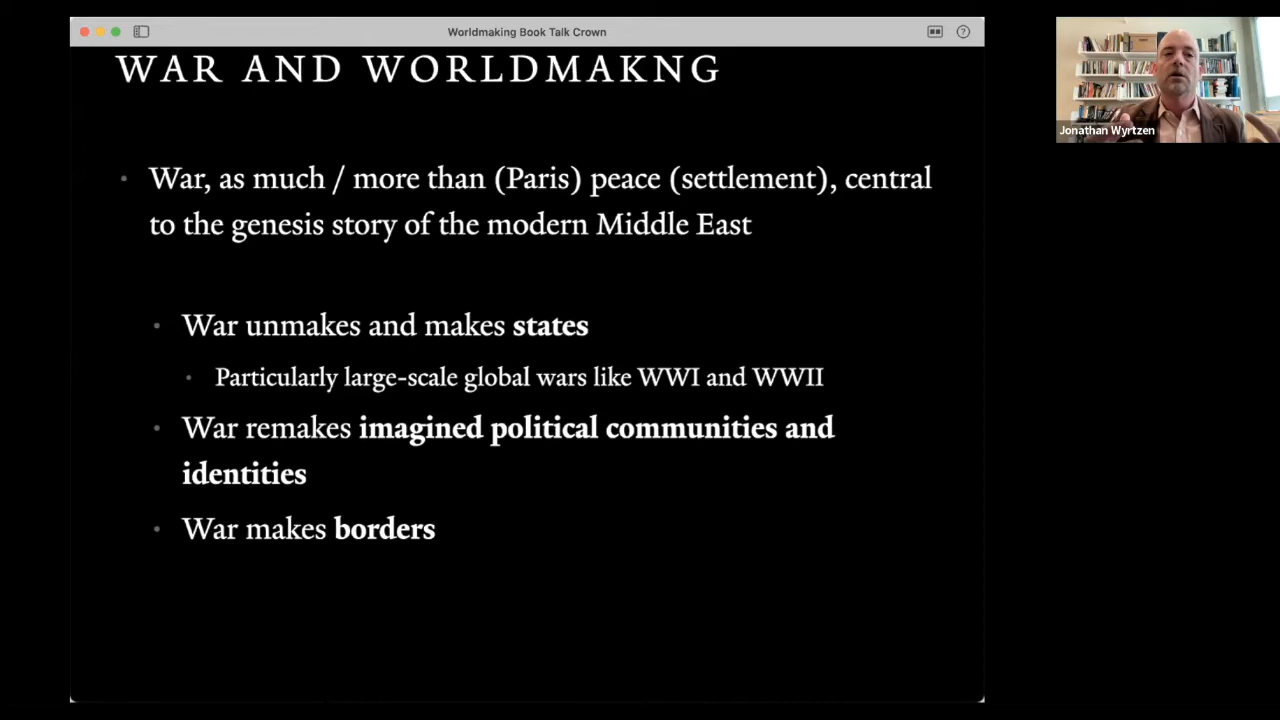 Worldmaking Book Talk Crown
WAR AND WORLDMAKNG
War, as much / more than (Paris) peace (settlement), central
to the genesis story of the modern Middle East
War unmakes and makes states
Particularly large-scale global wars like WWI and WWII
War remakes imagined political communities and
identities
War makes borders
Jonathan Wyrtzen